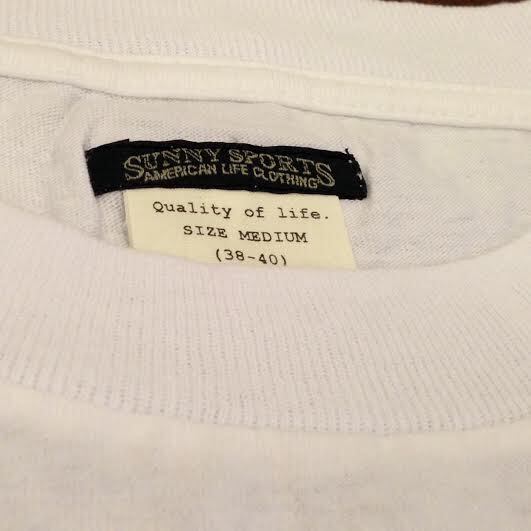 SUNNY SPORTS
AMERICAN LIFE CLOTHING
Quality of life.
SIZE MEDIUM
(38-40)